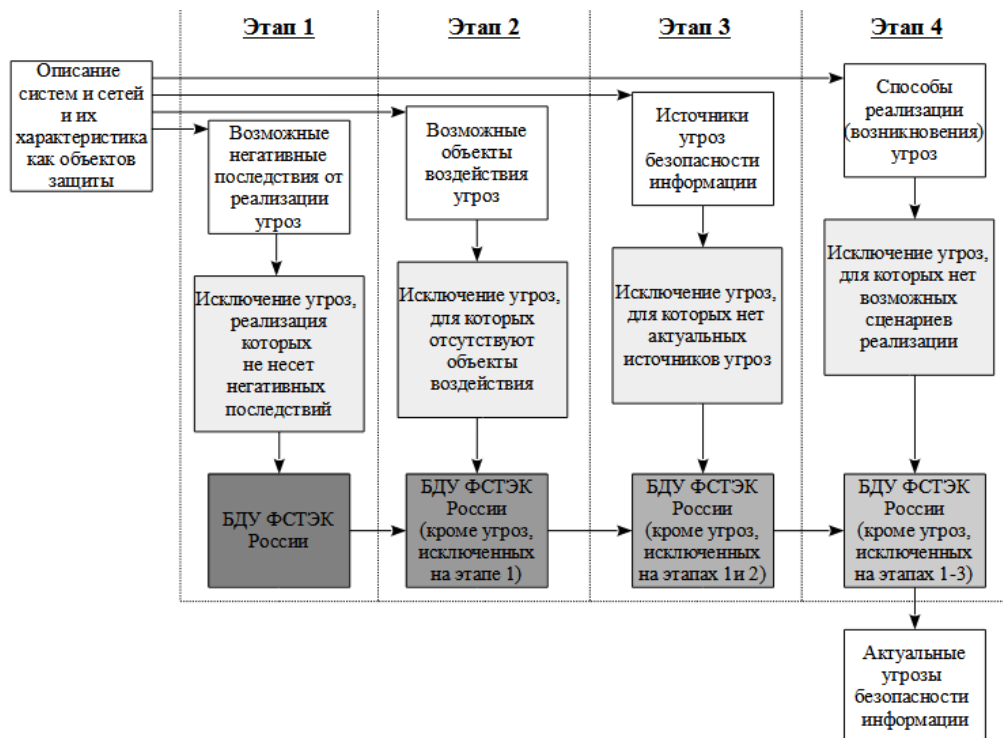 Этап 1
Этап 2
Этап 3
Этап 4
Описание
систем и сетей
и их
характеристика
как объектов
защиты
Возможные
негативные
последствия от
реализации
угроз
Возможные
объекты
воздействия
угроз
Источники
угроз
безопасности
информации
Способы
реализации
(возникновения)
угроз
Исключение угроз,
реализация
которых
не несет
негативных
последствий
Исключение угроз,
для которых
отсутствуют
объекты
воздействия
Исключение угроз,
для которых нет
актуальных
источников угроз
Исключение угроз,
для которых нет
возможных
сценариев
реализации
БДУ ФСТЭК
России
БДУ ФСТЭК
России
(кроме угроз,
исключенных
на этапе 1)
БДУ ФСТЭК
России
(кроме угроз,
исключенных
на этапах 1 и 2)
БДУ ФСТЭК
России
(кроме угроз,
исключенных
на этапах 1-3)
Актуальные
угрозы
безопасности
информации